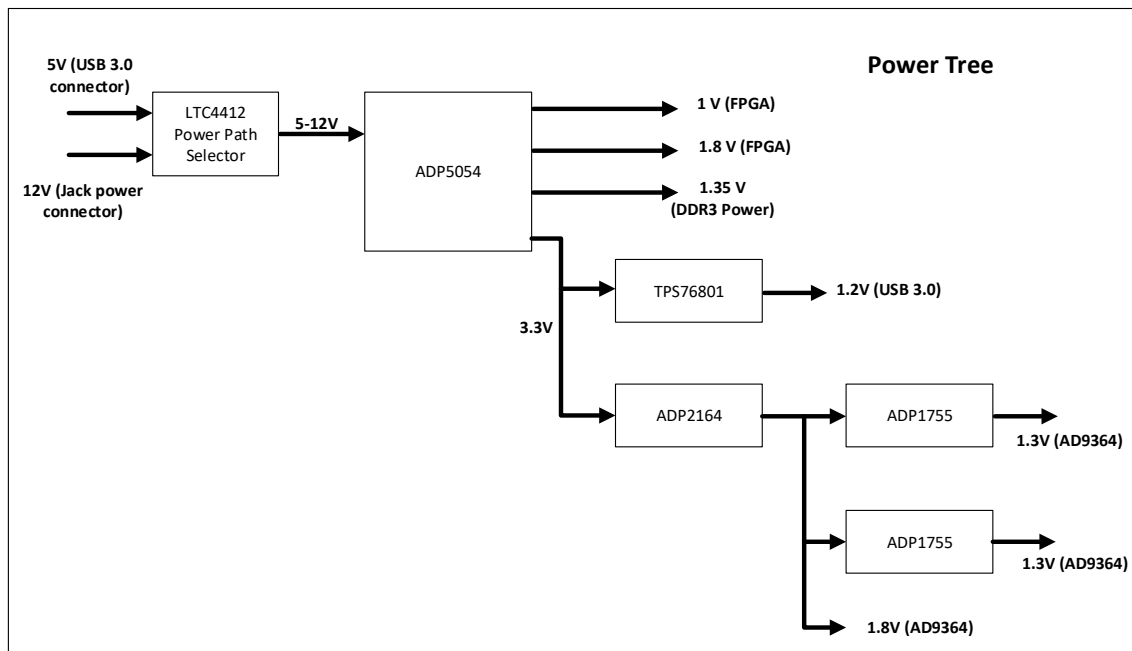 Power Tree
5V (USB 3.0
connector)
LTC4412
Power Path
Selector
12V (Jack power
connector)
5-12V
ADP5054
1 V (FPGA)
1.8 V (FPGA)
1.35 V
(DDR3 Power)
3.3V
TPS76801
1.2V (USB 3.0)
ADP2164
ADP1755
1.3V (AD9364)
ADP1755
1.3V (AD9364)
1.8V (AD9364)